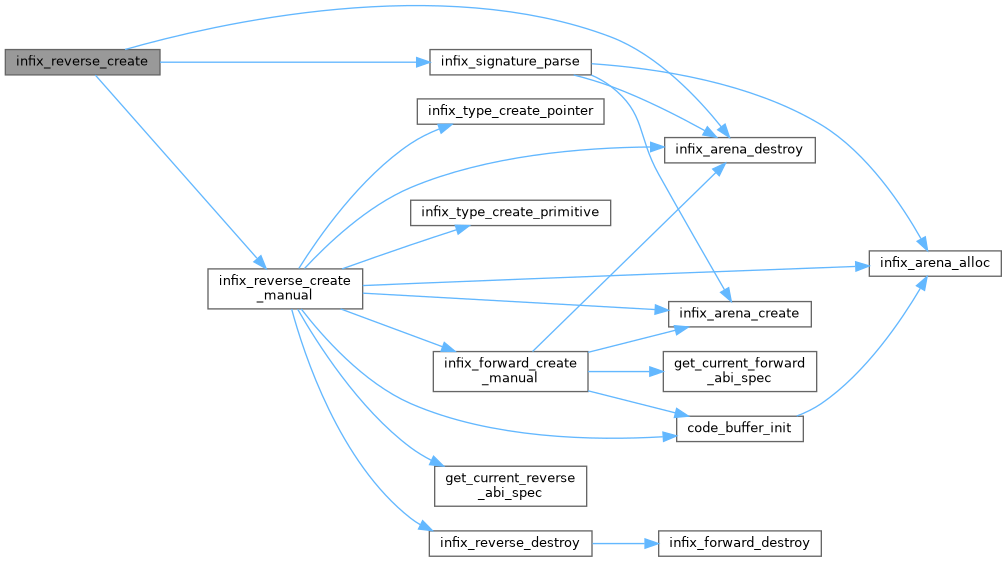 infix_reverse_create
infix_signature_parse
infix_type_create_pointer
infix_arena_destroy
infix_type_create_primitive
infix_arena_alloc
infix_reverse_create
_manual
infix_arena_create
infix_forward_create
_manual
get_current_forward
_abi_spec
code_buffer_init
get_current_reverse
_abi_spec
infix_reverse_destroy
infix_forward_destroy